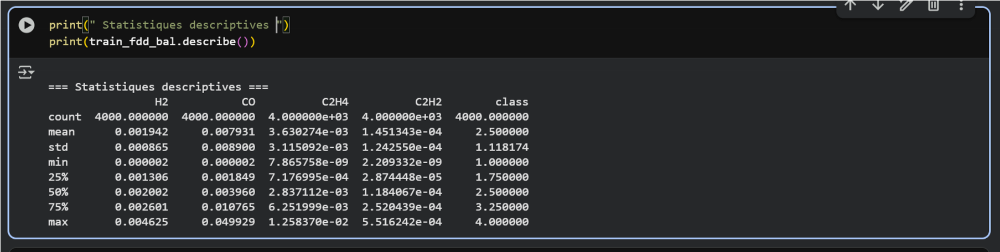 print(" Statistiques descriptives ")
print(train_fdd_bal.describe())
=== Statistiques descriptives ===
H2 CO C2H4 C2H2 class
count 4000.000000 4000.000000 4.000000e+03 4.000000e+03 4000.000000
mean 0.001942 0.007931 3.630274e-03 1.451343e-04 2.500000
std 0.000865 0.008900 3.115092e-03 1.242550e-04 1.118174
min 0.000002 0.000002 7.865758e-09 2.209332e-09 1.000000
25% 0.001306 0.001849 7.176995e-04 2.874448e-05 1.750000
50% 0.002002 0.003960 2.837112e-03 1.184067e-04 2.500000
75% 0.002601 0.010765 6.251999e-03 2.520439e-04 3.250000
max 0.004625 0.049929 1.258370e-02 5.516242e-04 4.000000